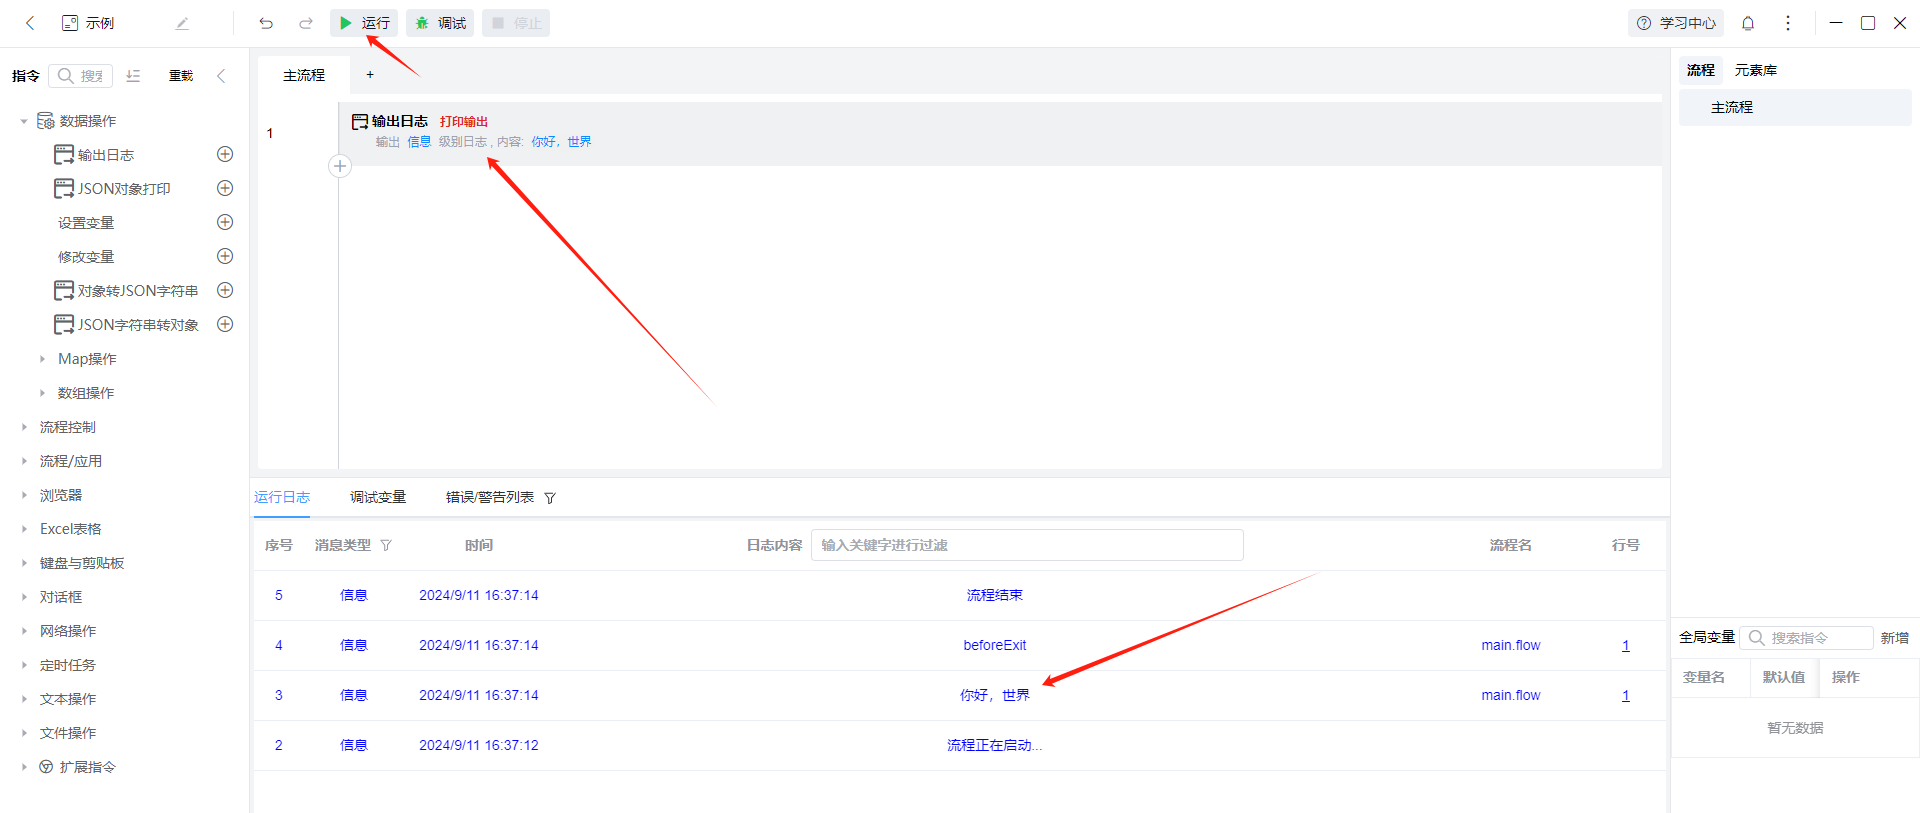 示例
运行
调试
停止
学习中心
指令
搜索
重载
数据操作
输出日志
JSON对象打印
设置变量
修改变量
对象转JSON字符串
JSON字符串转对象
Map操作
数组操作
流程控制
流程/应用
浏览器
Excel表格
键盘与剪贴板
对话框
网络操作
定时任务
文本操作
文件操作
扩展指令
主流程 +
1
输出日志 打印输出
输出 信息 级别日志 , 内容: 你好，世界
运行日志 调试变量 错误/警告列表
序号 消息类型 时间 日志内容 输入关键字进行过滤 流程名 行号
5 信息 2024/9/11 16:37:14 流程结束
4 信息 2024/9/11 16:37:14 beforeExit main.flow 1
3 信息 2024/9/11 16:37:14 你好，世界 main.flow 1
2 信息 2024/9/11 16:37:12 流程正在启动...
流程 元素库
主流程
全局变量 搜索指令 新增
变量名 默认值 操作
暂无数据